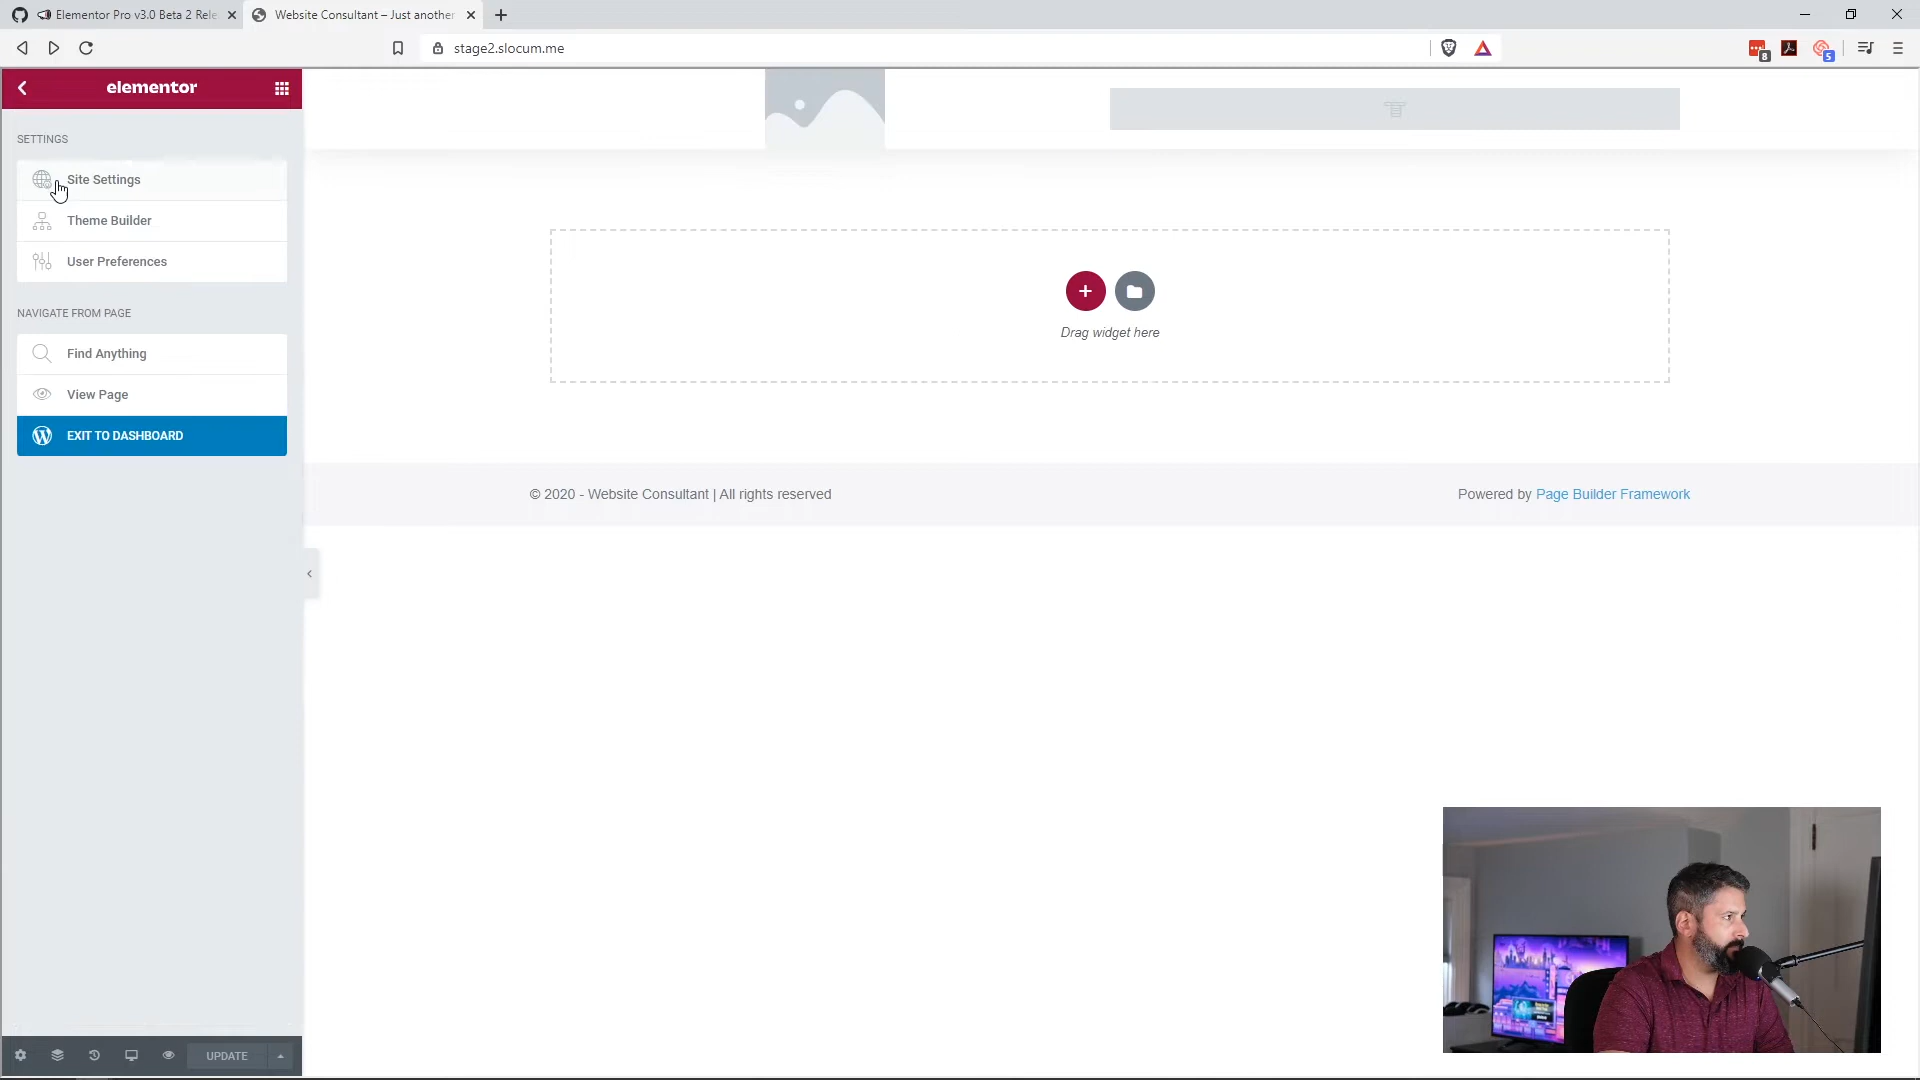 Elementor Pro v3.0 Beta 2 Rele
Website Consultant – Just another
stage2.slocum.me
8
5
elementor
SETTINGS
Site Settings
Theme Builder
User Preferences
NAVIGATE FROM PAGE
Find Anything
View Page
EXIT TO DASHBOARD
Drag widget here
© 2020 - Website Consultant | All rights reserved
Powered by Page Builder Framework
UPDATE